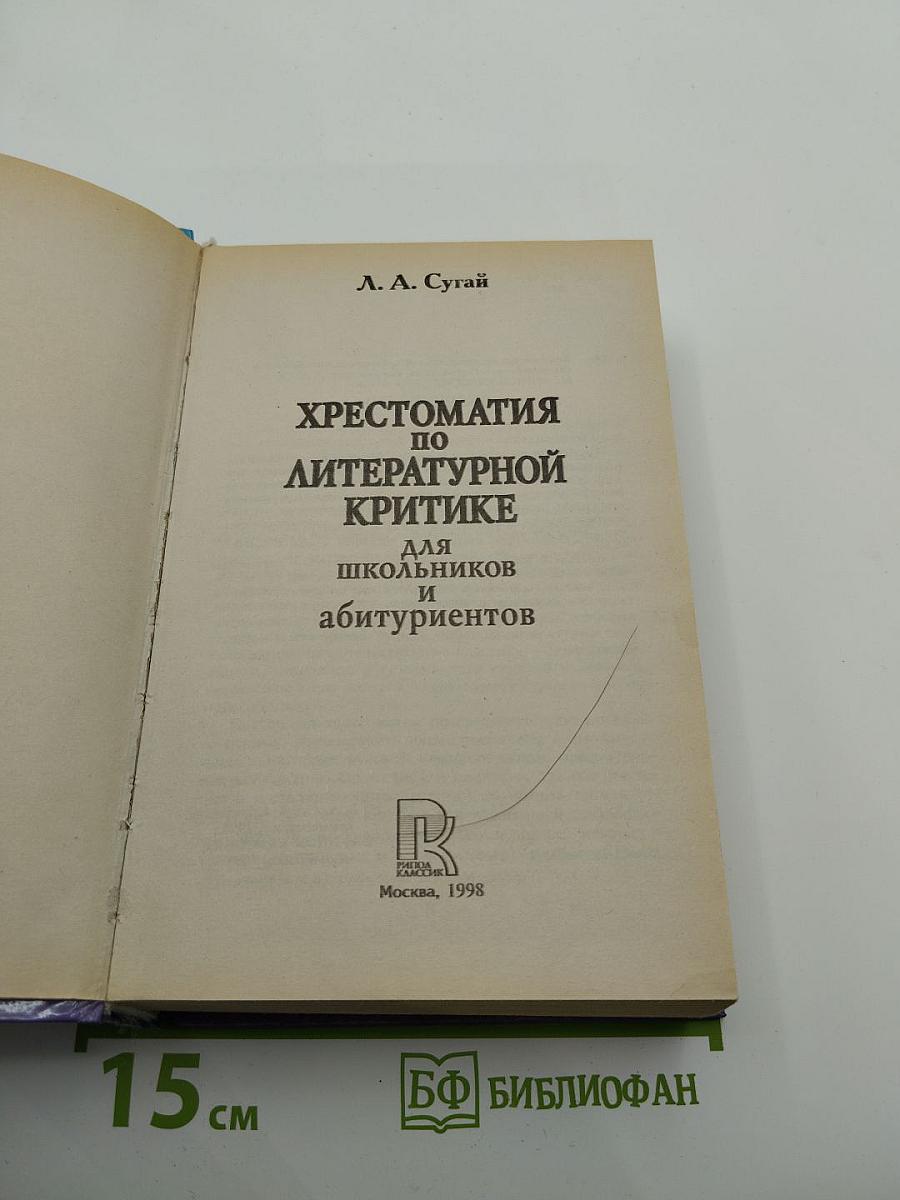 Л. А. Сугай
ХРЕСТОМАТИЯ
ПО
ЛИТЕРАТУРНОЙ
КРИТИКЕ
для
школьников
и
абитуриентов
РИПОЛ
КЛАССИК
Москва, 1998
15 см
БФ БИБЛИОФАН